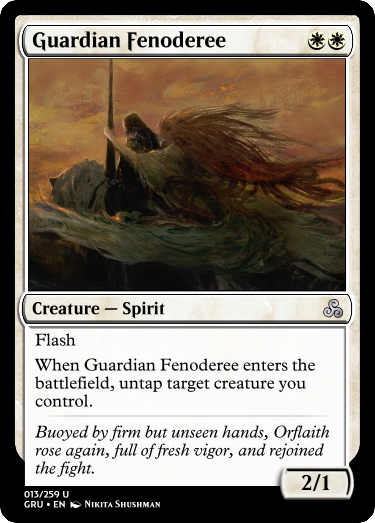 Guardian Fenoderee
Creature — Spirit
Flash
When Guardian Fenoderee enters the
battlefield, untap target creature you
control.
Buoyed by firm but unseen hands, Orflaith
rose again, full of fresh vigor, and rejoined
the fight.
2/1
013/259 U
GRU • EN Nikita Shushman